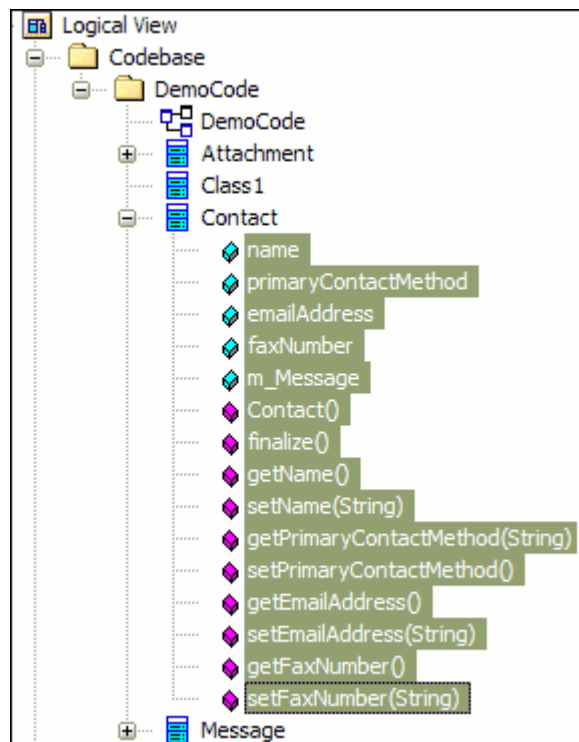 Logical View
Codebase
DemoCode
DemoCode
Attachment
Class1
Contact
name
primaryContactMethod
emailAddress
faxNumber
m_Message
Contact()
finalize()
getName()
setName(String)
getPrimaryContactMethod(String)
setPrimaryContactMethod()
getEmailAddress()
setEmailAddress(String)
getFaxNumber()
setFaxNumber(String)
Message